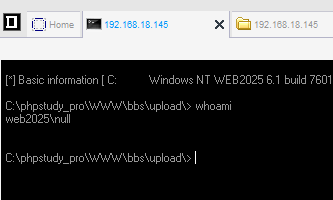 Home
192.168.18.145
192.168.18.145
[*] Basic information [ C: Windows NT WEB2025 6.1 build 7601
C:\phpstudy_pro\WWW\bbs\upload\> whoami
web2025\null
C:\phpstudy_pro\WWW\bbs\upload\>